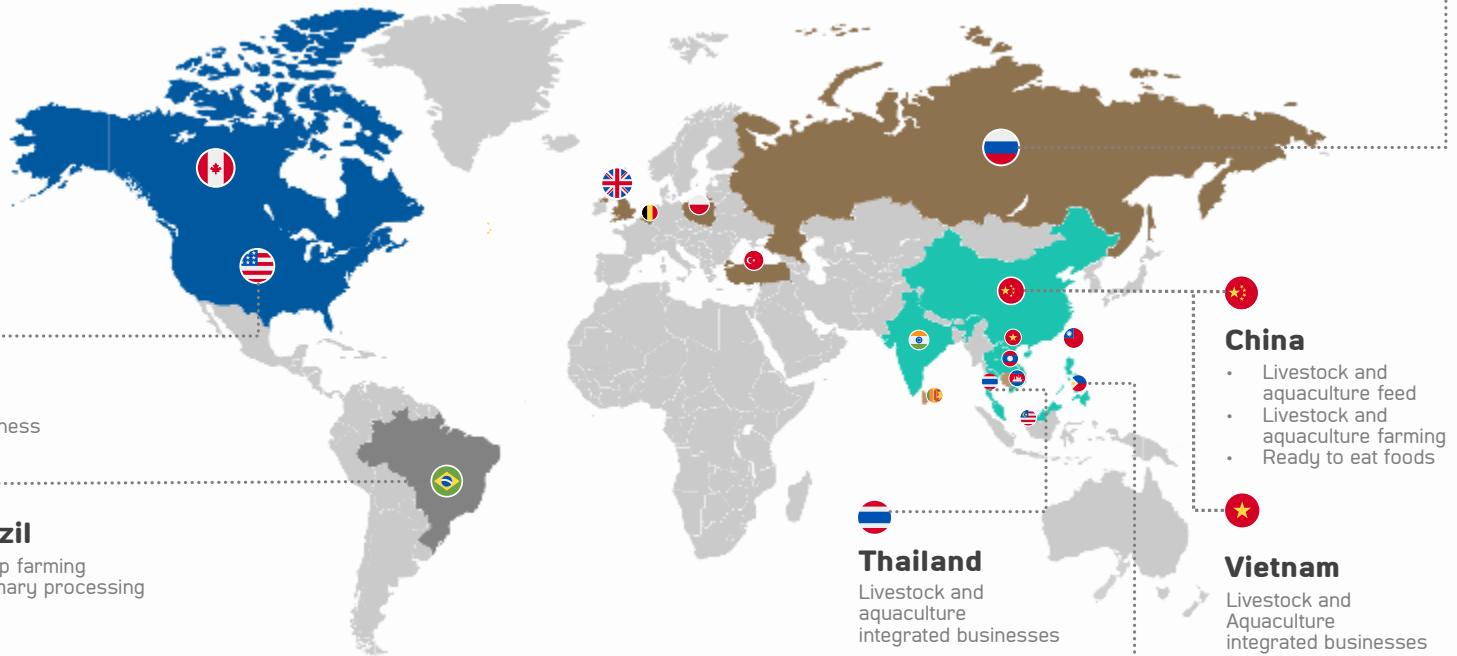 ness
zil
p farming
nary processing
Thailand
Livestock and
aquaculture
integrated businesses
China
• Livestock and
aquaculture feed
• Livestock and
aquaculture farming
• Ready to eat foods
Vietnam
Livestock and
Aquaculture
integrated businesses